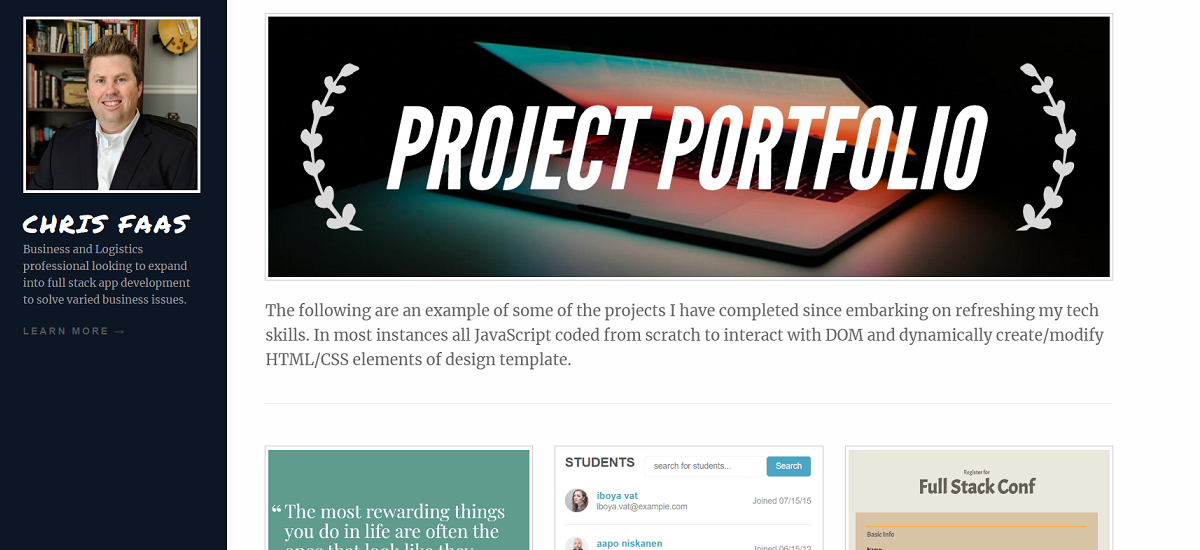 CHRIS FAAS
Business and Logistics
professional looking to expand
into full stack app development
to solve varied business issues.
LEARN MORE →
PROJECT PORTFOLIO
The following are an example of some of the projects I have completed since embarking on refreshing my tech
skills. In most instances all JavaScript coded from scratch to interact with DOM and dynamically create/modify
HTML/CSS elements of design template.
“ The most rewarding things
you do in life are often the
ones that look like they
STUDENTS
search for students...
Search
iboya vat
iboya.vat@example.com
Joined 07/15/15
aapo niskanen
Joined 06/15/12
Register for
Full Stack Conf
Basic Info
Name